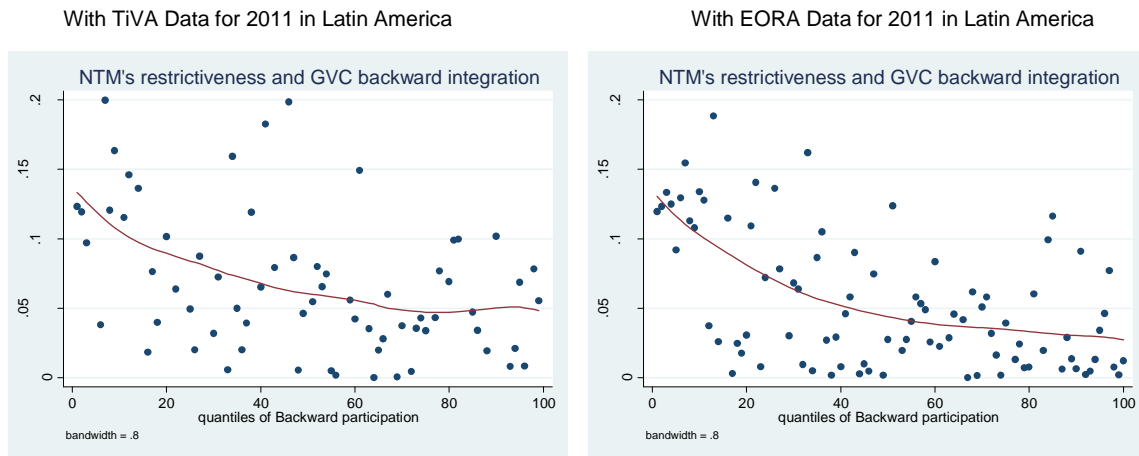 With TiVA Data for 2011 in Latin America
NTM's restrictiveness and GVC backward integration
.2
.15
.1
.05
0
0 20 40 60 80 100
quantiles of Backward participation
bandwidth = .8
With EORA Data for 2011 in Latin America
NTM's restrictiveness and GVC backward integration
.2
.15
.1
.05
0
0 20 40 60 80 100
quantiles of Backward participation
bandwidth = .8